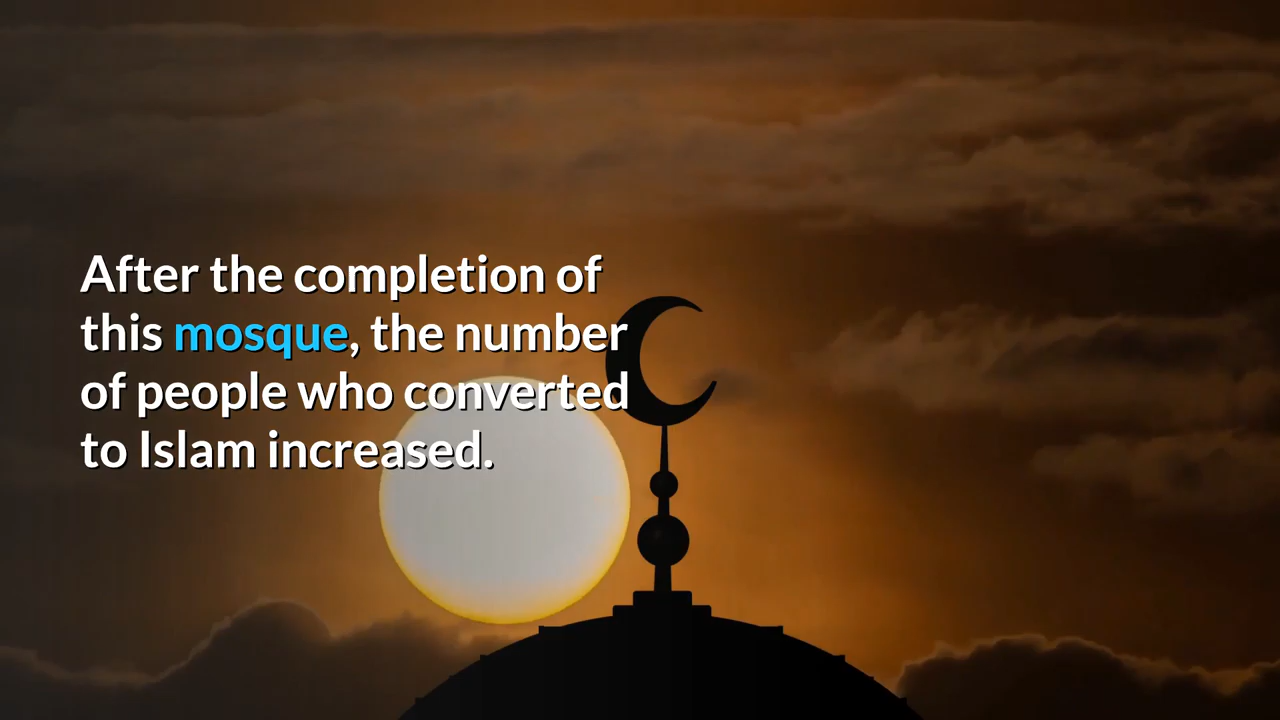 After the completion of
this mosque, the number
of people who converted
to Islam increased.